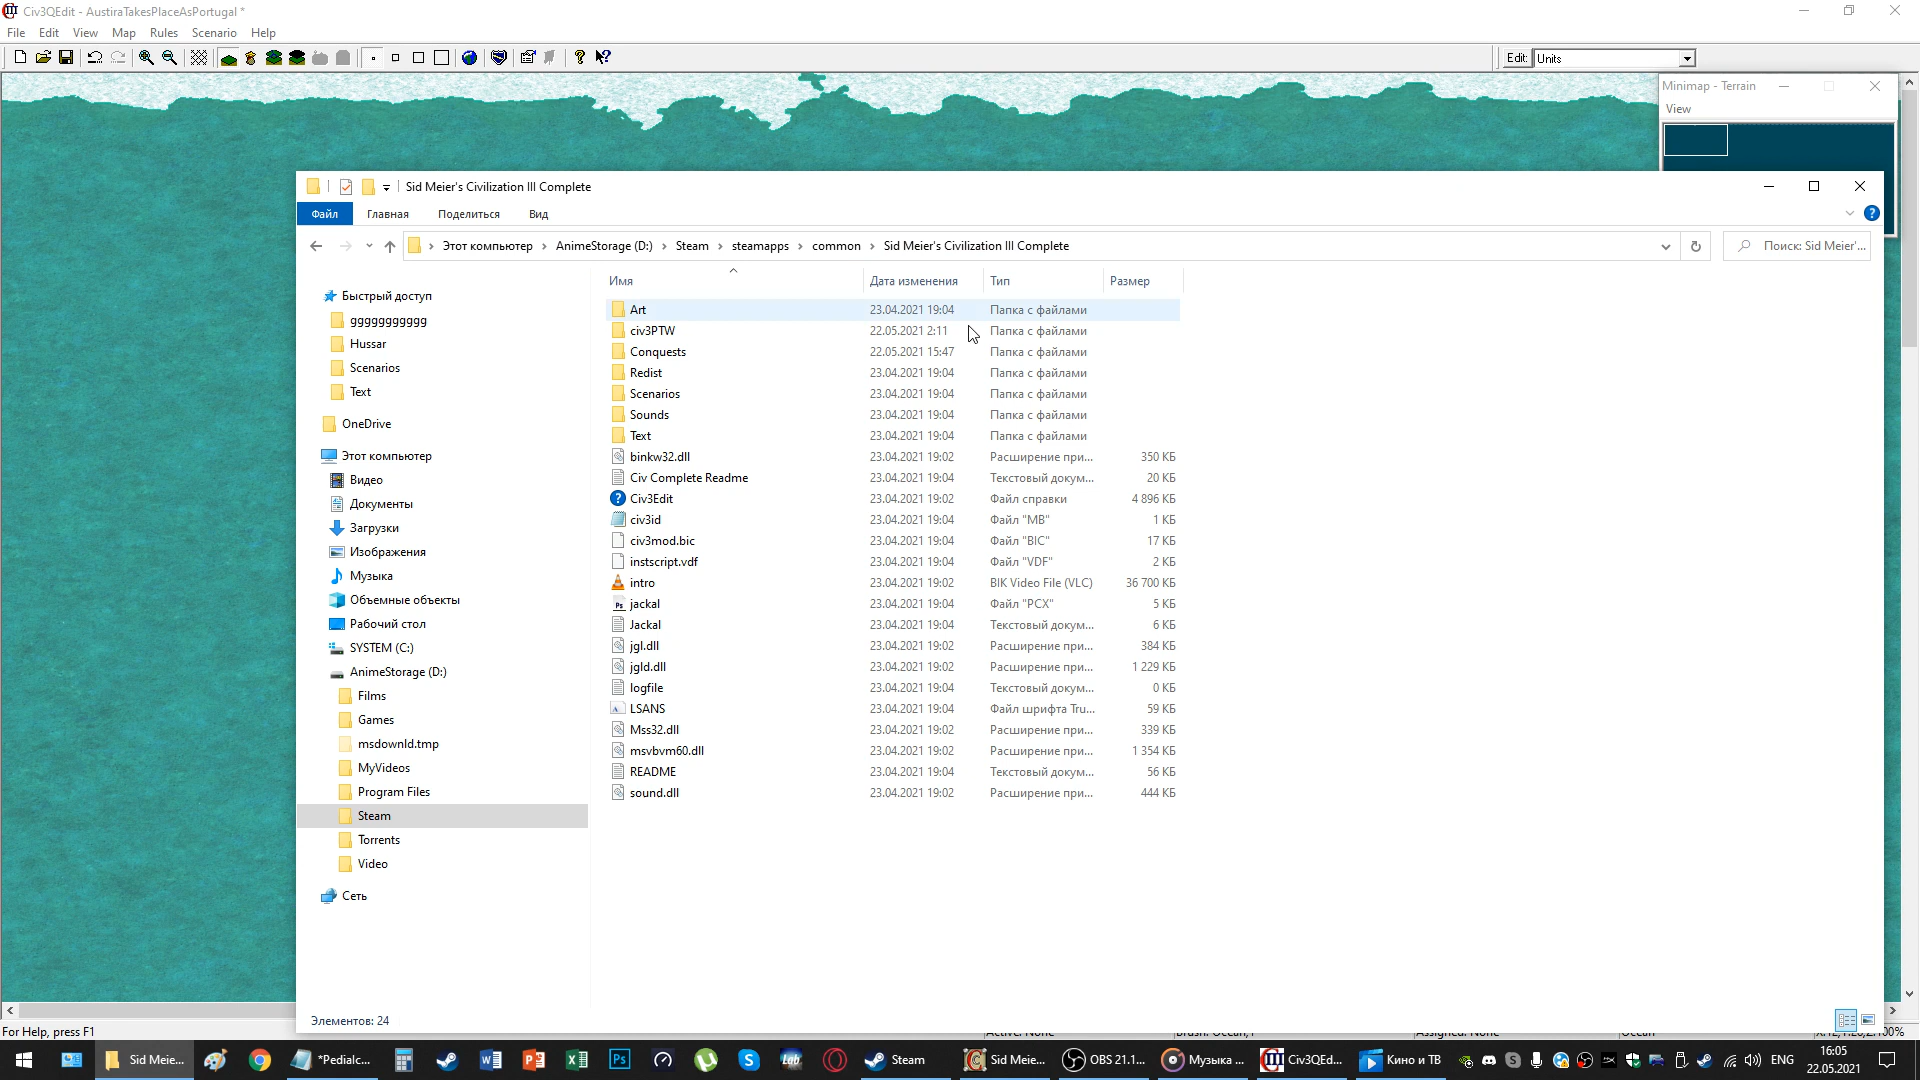 Civ3QEdit - AustiraTakesPlaceAsPortugal *
File Edit View Map Rules Scenario Help
Edit: Units
Minimap - Terrain
View
Sid Meier's Civilization III Complete
Файл Главная Поделиться Вид
Этот компьютер AnimeStorage (D:) Steam steamapps common Sid Meier's Civilization III Complete
Поиск: Sid Meier'...
Имя Дата изменения Тип Размер
Быстрый доступ
ggggggggggg
Hussar
Scenarios
Text
OneDrive
Этот компьютер
Видео
Документы
Загрузки
Изображения
Музыка
Объемные объекты
Рабочий стол
SYSTEM (C:)
AnimeStorage (D:)
Films
Games
msdownld.tmp
MyVideos
Program Files
Steam
Torrents
Video
Сеть
Art 23.04.2021 19:04 Папка с файлами
civ3PTW 22.05.2021 2:11 Папка с файлами
Conquests 22.05.2021 15:47 Папка с файлами
Redist 23.04.2021 19:04 Папка с файлами
Scenarios 23.04.2021 19:04 Папка с файлами
Sounds 23.04.2021 19:04 Папка с файлами
Text 23.04.2021 19:04 Папка с файлами
binkw32.dll 23.04.2021 19:02 Расширение при... 350 КБ
Civ Complete Readme 23.04.2021 19:04 Текстовый докум... 20 КБ
Civ3Edit 23.04.2021 19:02 Файл справки 4 896 КБ
civ3id 23.04.2021 19:04 Файл "MB" 1 КБ
civ3mod.bic 23.04.2021 19:04 Файл "BIC" 17 КБ
instscript.vdf 23.04.2021 19:04 Файл "VDF" 2 КБ
intro 23.04.2021 19:02 BIK Video File (VLC) 36 700 КБ
jackal 23.04.2021 19:04 Файл "PCX" 5 КБ
Jackal 23.04.2021 19:04 Текстовый докум... 6 КБ
jgl.dll 23.04.2021 19:02 Расширение при... 384 КБ
jgld.dll 23.04.2021 19:02 Расширение при... 1 229 КБ
logfile 23.04.2021 19:04 Текстовый докум... 0 КБ
LSANS 23.04.2021 19:04 Файл шрифта Tru... 59 КБ
Mss32.dll 23.04.2021 19:02 Расширение при... 339 КБ
msvbvm60.dll 23.04.2021 19:02 Расширение при... 1 354 КБ
README 23.04.2021 19:04 Текстовый докум... 56 КБ
sound.dll 23.04.2021 19:02 Расширение при... 444 КБ
Элементов: 24
For Help, press F1
Sid Meie... *Pedialc... Ps Lab Steam Sid Meie... OBS 21.1... Музыка ... Civ3QEd... Кино и ТВ ENG 16:05
22.05.2021